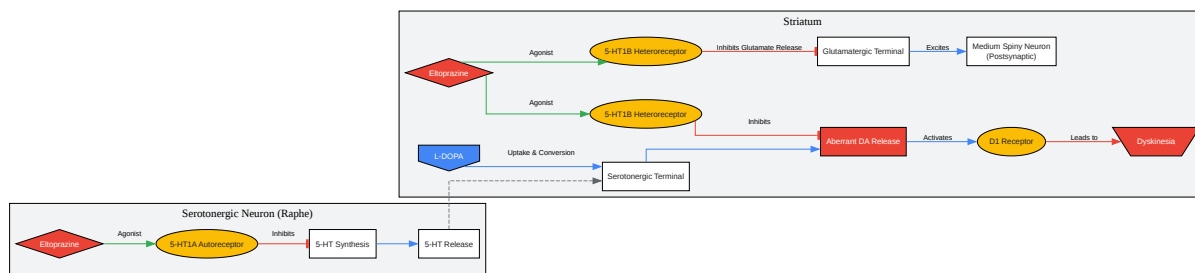 Striatum
Agonist
5-HT1B Heteroreceptor
Inhibits Glutamate Release
Glutamatergic Terminal
Excites
Medium Spiny Neuron
(Postsynaptic)
Eltoprazine
Agonist
5-HT1B Heteroreceptor
Inhibits
Aberrant DA Release
Activates
D1 Receptor
Leads to
Dyskinesia
L-DOPA
Uptake & Conversion
Serotonergic Terminal
Serotonergic Neuron (Raphe)
Eltoprazine
Agonist
5-HT1A Autoreceptor
Inhibits
5-HT Synthesis
5-HT Release